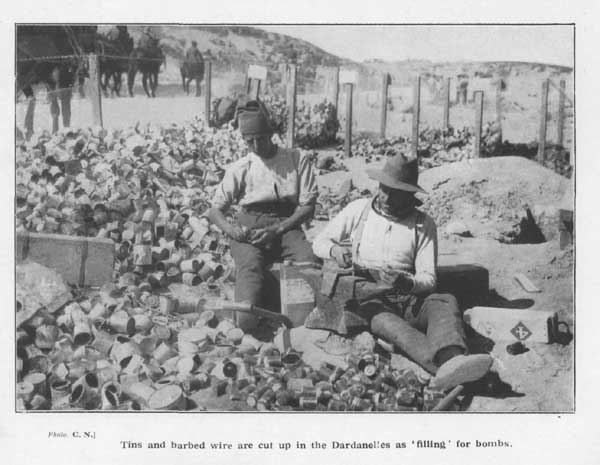 Photo. C. N.]
Tins and barbed wire are cut up in the Dardanelles as 'filling' for bombs.